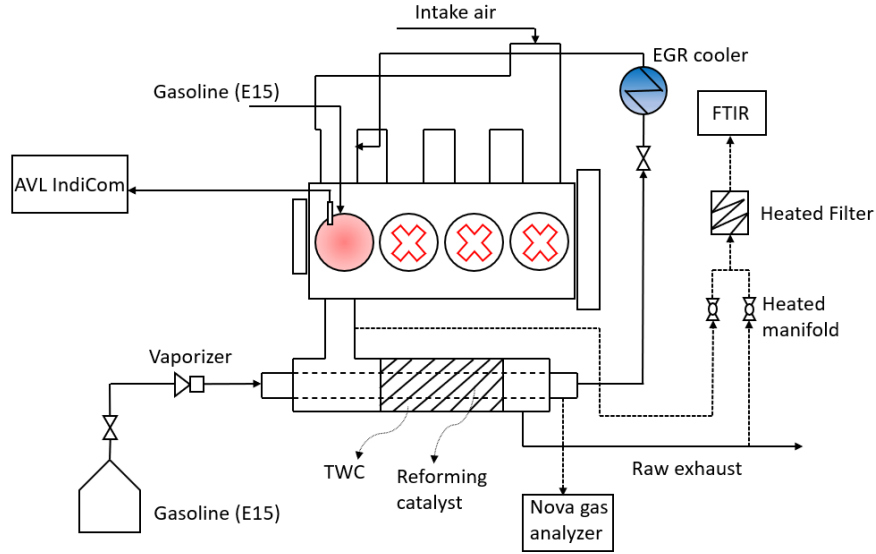 Intake air
EGR cooler
Gasoline (E15)
FTIR
AVL IndiCom
Heated Filter
Heated
manifold
Vaporizer
TWC
Reforming
catalyst
Raw exhaust
Gasoline (E15)
Nova gas
analyzer